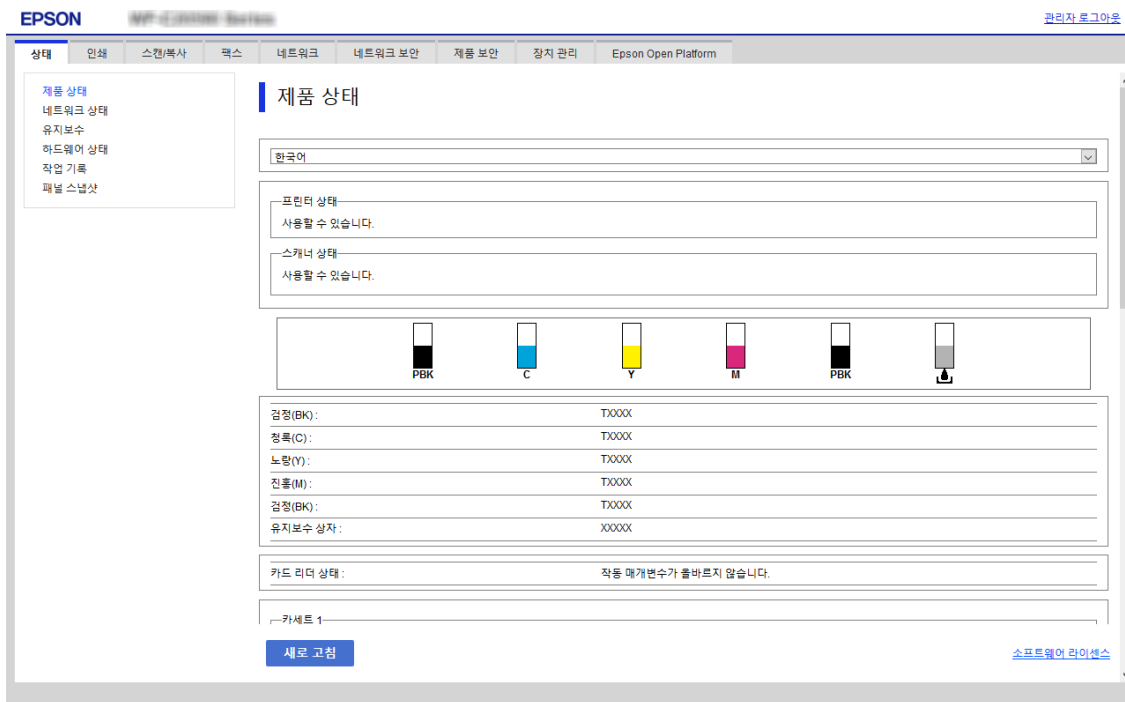 EPSON
관리자 로그아웃
상태 인쇄 스캔/복사 팩스 네트워크 네트워크 보안 제품 보안 장치 관리 Epson Open Platform
제품 상태
네트워크 상태
유지보수
하드웨어 상태
작업 기록
패널 스냅샷
제품 상태
한국어
프린터 상태
사용할 수 있습니다.
스캐너 상태
사용할 수 있습니다.
PBK C Y M PBK
검정(BK) : TXXXX
청록(C) : TXXXX
노랑(Y) : TXXXX
진홍(M) : TXXXX
검정(BK) : TXXXX
유지보수 상자 : XXXXX
카드 리더 상태 : 작동 매개변수가 올바르지 않습니다.
카세트 1
새로 고침
소프트웨어 라이센스